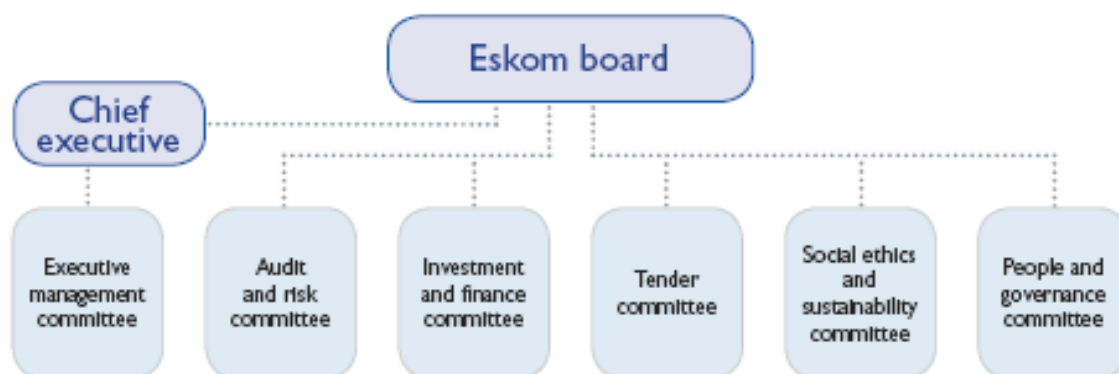 Eskom board
Chief
executive
Executive
management
committee
Audit
and risk
committee
Investment
and finance
committee
Tender
committee
Social ethics
and
sustainability
committee
People and
governance
committee